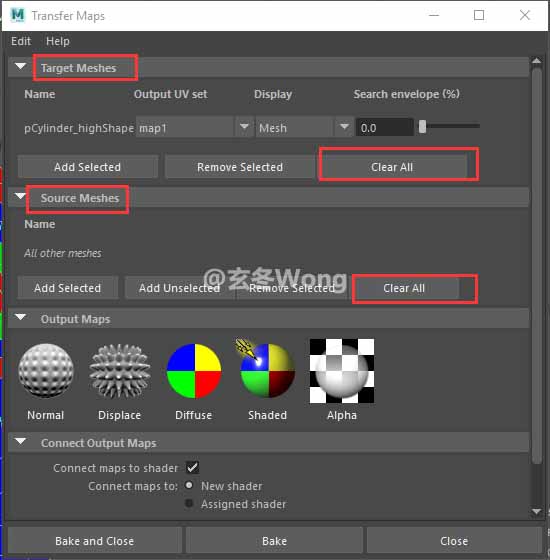 Transfer Maps
Edit Help
Target Meshes
Name Output UV set Display Search envelope (%)
pCylinder_highShape map1 Mesh 0.0
Add Selected Remove Selected Clear All
Source Meshes
Name
All other meshes
@玄冬Wong
Add Selected Add Unselected Remove Selected Clear All
Output Maps
Normal Displace Diffuse Shaded Alpha
Connect Output Maps
Connect maps to shader
Connect maps to: New shader
Assigned shader
Bake and Close Bake Close